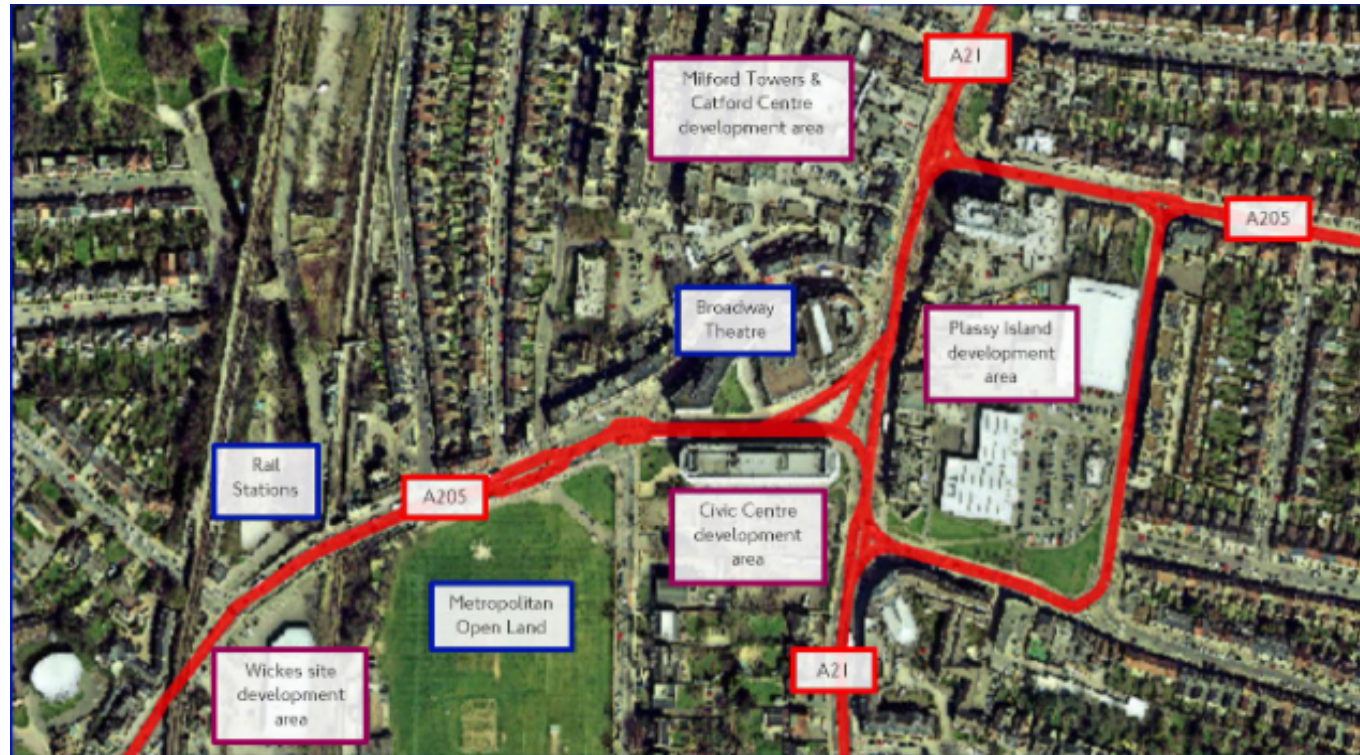 A21
Milford Towers &
Catford Centre
development area
A205
Broadway
Theatre
Plassy Island
development
area
Rail
Stations
A205
Civic Centre
development
area
Metropolitan
Open Land
Wickes site
development
area
A21